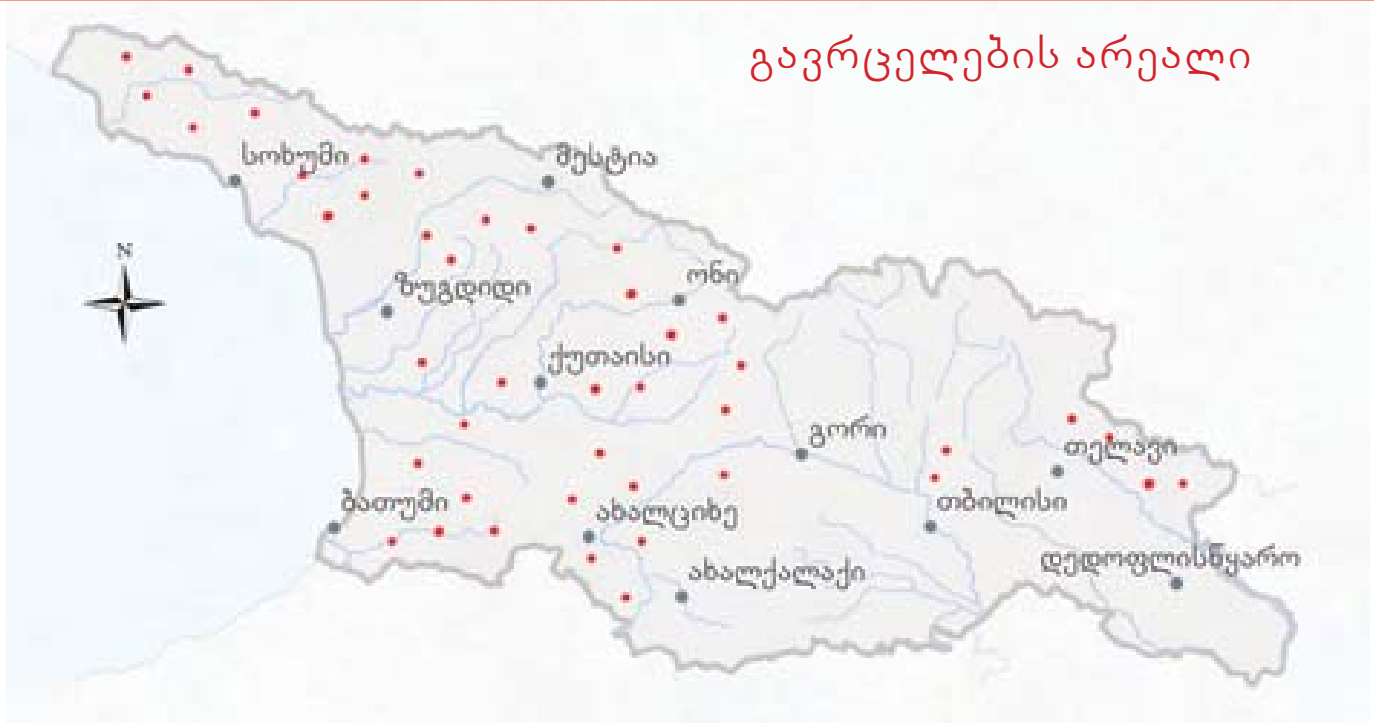 გავრცელების არეალი
სოხუმი
მესტია
N
ზუგდიდი
ონი
ქუთაისი
გორი
თელავი
ბათუმი
ახალციხე
თბილისი
ახალქალაქი
დედოფლისწყარო